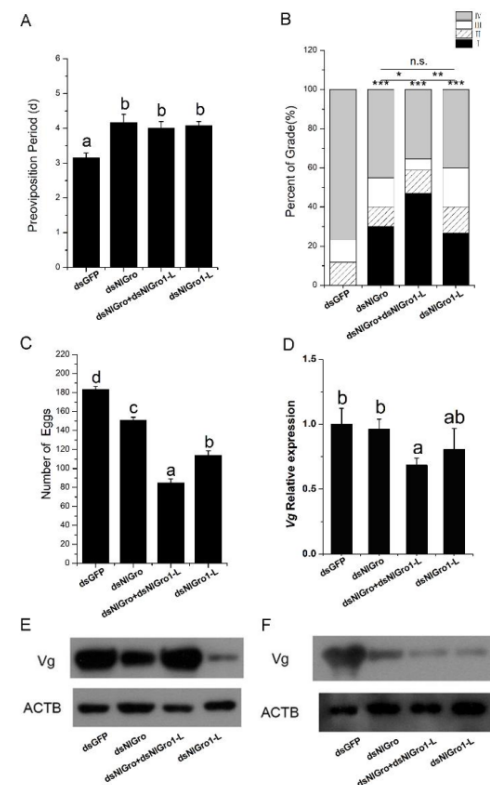 A
Preoviposition Period (d)
6
5
4
3
2
1
0
a
b
b
b
dsGFP
dsNlGro
dsNlGro+dsNlGro1-L
dsNlGro1-L
B
IV
III
II
I
Percent of Grade(%)
120
100
80
60
40
20
0
n.s.
* **
*** *** ***
dsGFP
dsNlGro
dsNlGro+dsNlGro1-L
dsNlGro1-L
C
Number of Eggs
220
200
180
160
140
120
100
80
60
40
20
0
d
c
a
b
dsGFP
dsNlGro
dsNlGro+dsNlGro1-L
dsNlGro1-L
D
Vg Relative expression
1.5
1.0
0.5
0.0
b
b
a
ab
dsGFP
dsNlGro
dsNlGro+dsNlGro1-L
dsNlGro1-L
E
Vg
ACTB
dsGFP
dsNlGro
dsNlGro+dsNlGro1-L
dsNlGro1-L
F
Vg
ACTB
dsGFP
dsNlGro
dsNlGro+dsNlGro1-L
dsNlGro1-L